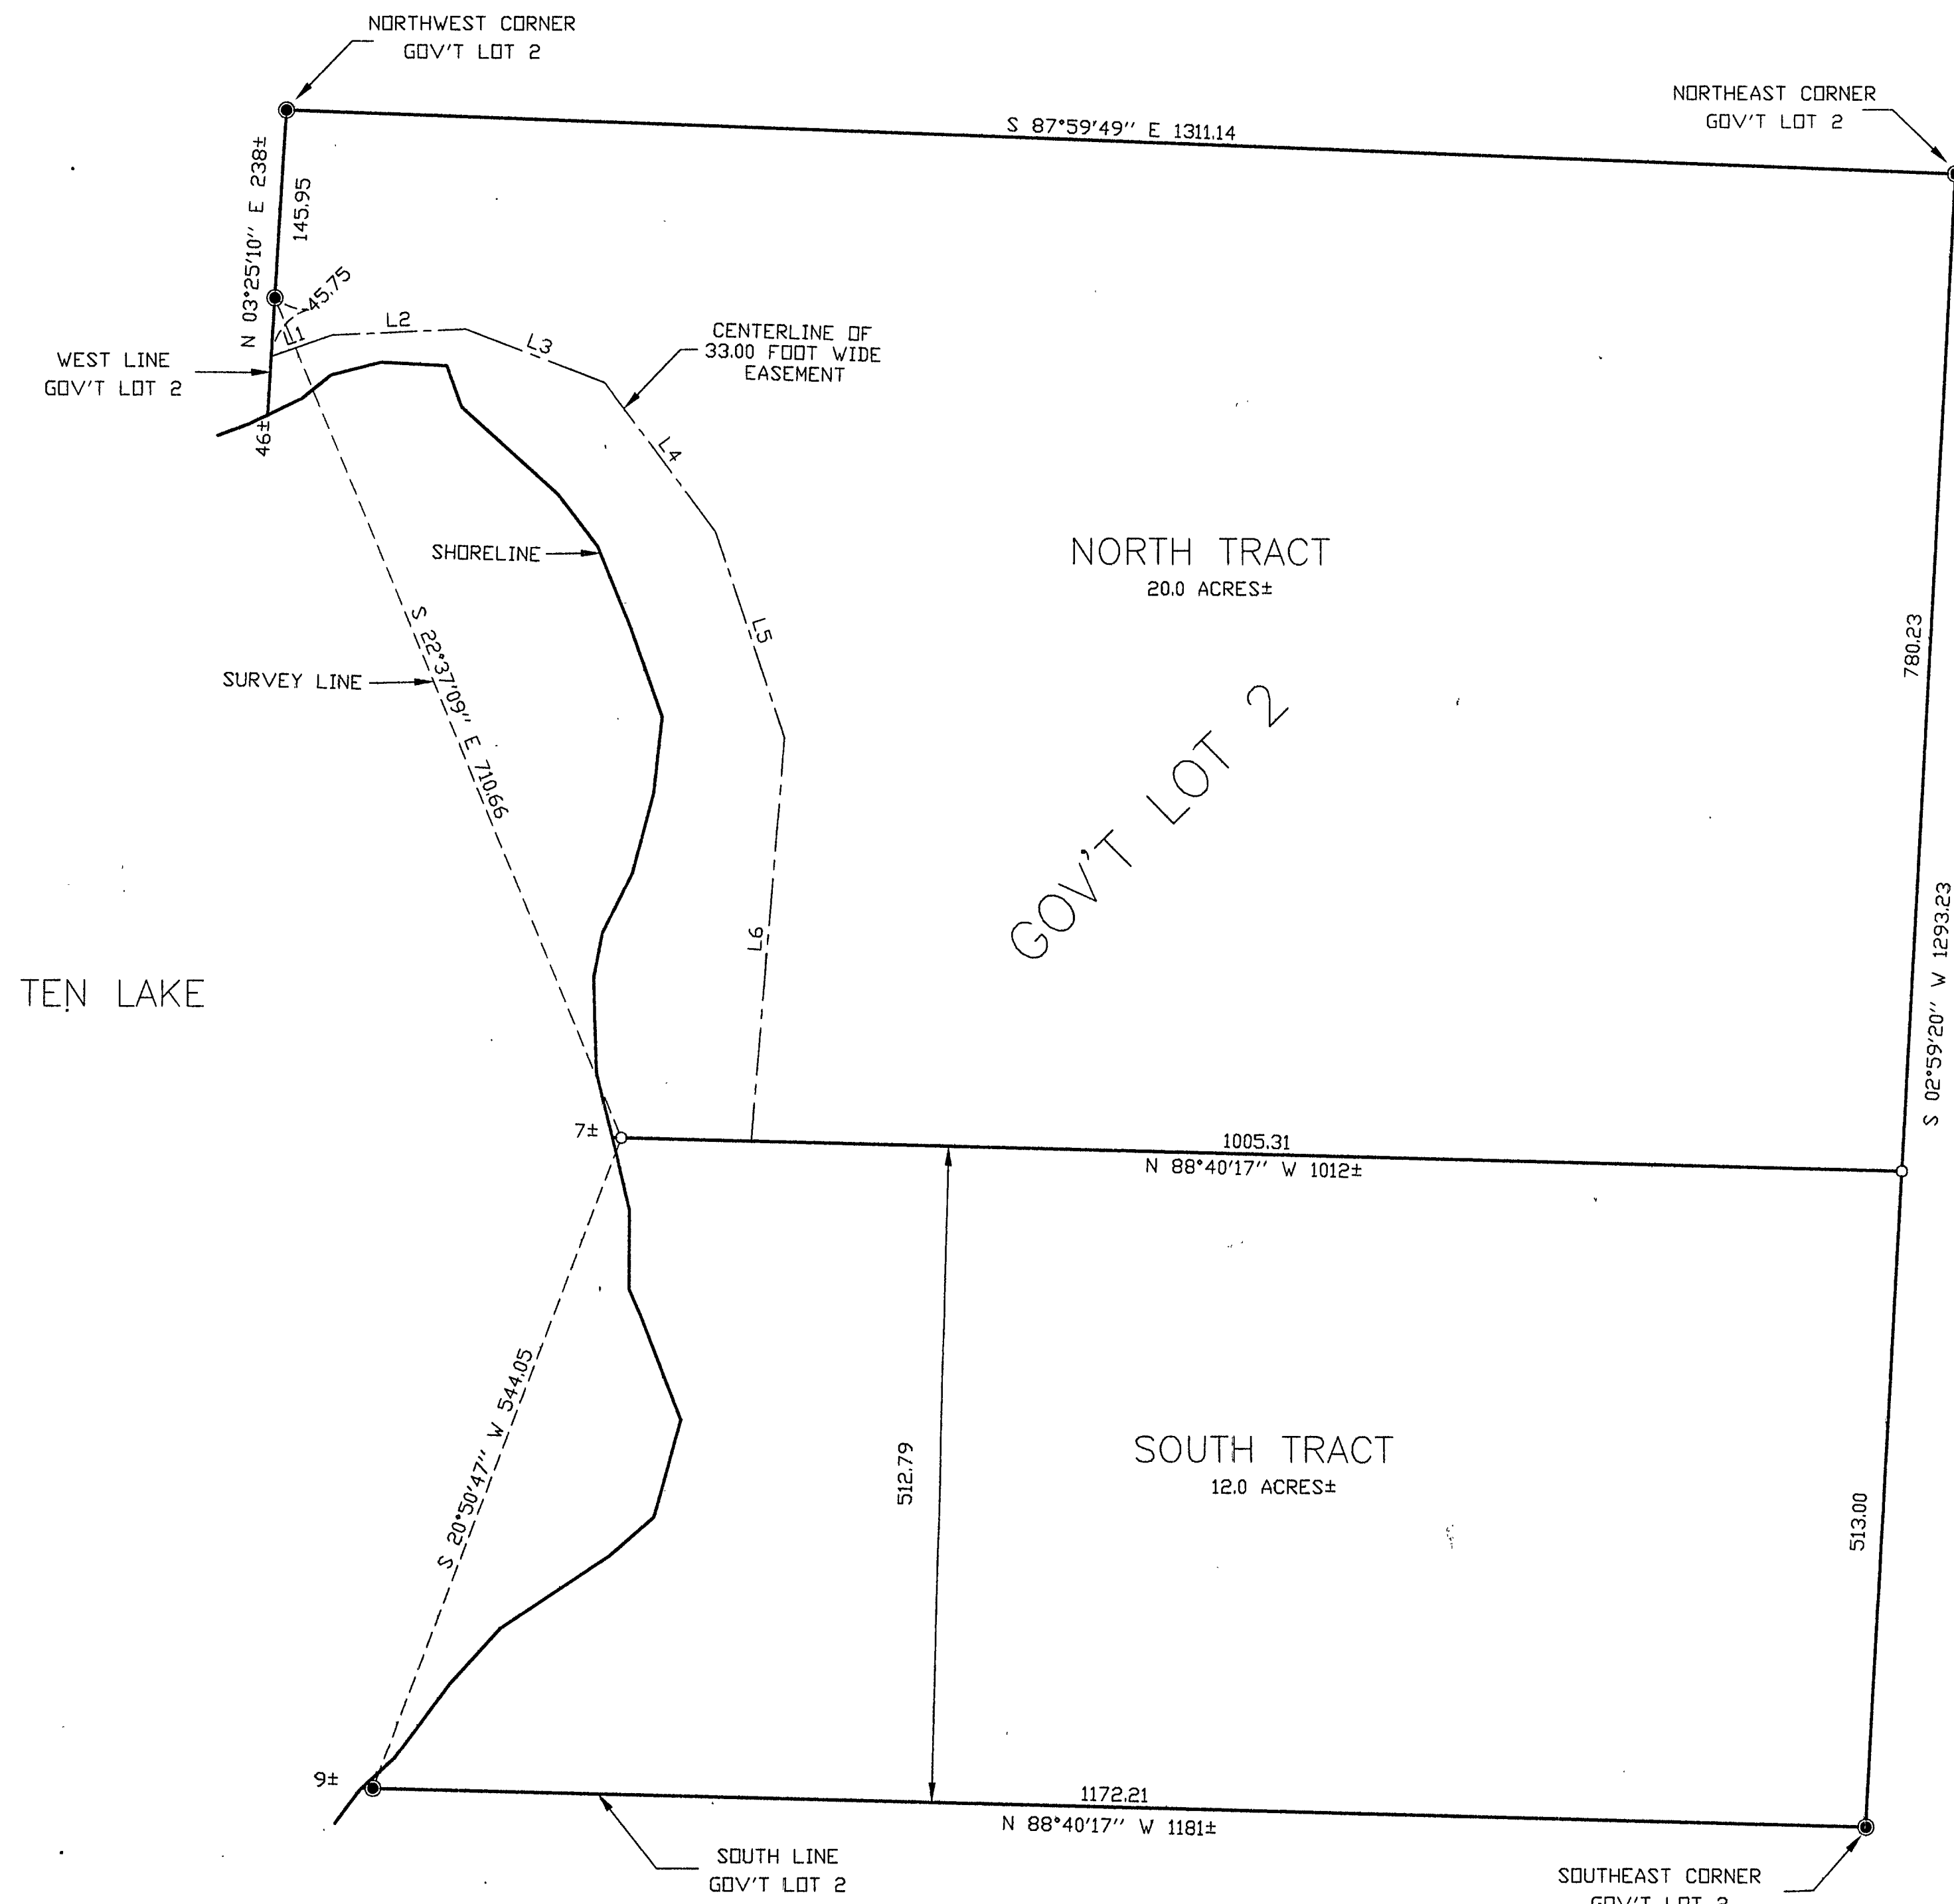 NORTHWEST CORNER
GOV'T LOT 2
NORTHEAST CORNER
GOV'T LOT 2
S 87°59'49" E 1311.14
N 03°25'10" E 238±
145.95
45.75
L1
L2
L3
CENTERLINE OF
33.00 FOOT WIDE
EASEMENT
WEST LINE
GOV'T LOT 2
46±
L4
SHORELINE
NORTH TRACT
20.0 ACRES±
L5
S 22°37'09" E 710.66
SURVEY LINE
780.23
GOV'T LOT 2
L6
TEN LAKE
S 02°59'20" W 1293.23
7±
1005.31
N 88°40'17" W 1012±
S 20°50'47" W 544.05
512.79
SOUTH TRACT
12.0 ACRES±
513.00
9±
1172.21
N 88°40'17" W 1181±
SOUTH LINE
GOV'T LOT 2
SOUTHEAST CORNER
GOV'T LOT 2